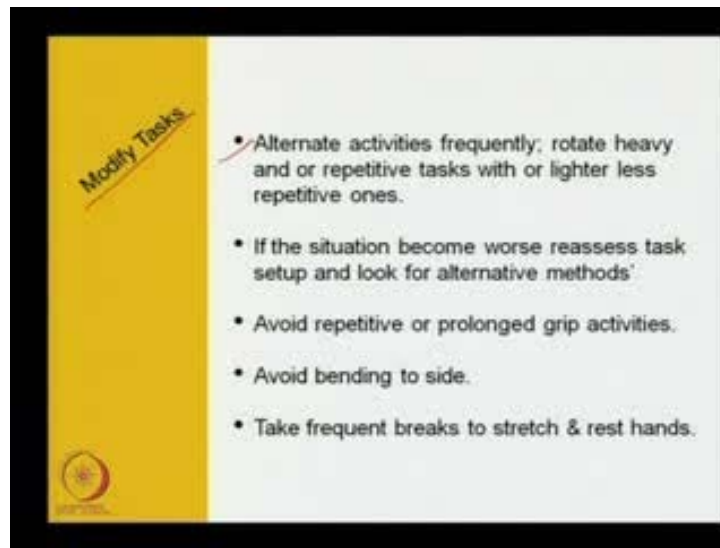 Modify Tasks
• Alternate activities frequently; rotate heavy
and or repetitive tasks with or lighter less
repetitive ones.
• If the situation become worse reassess task
setup and look for alternative methods'
• Avoid repetitive or prolonged grip activities.
• Avoid bending to side.
• Take frequent breaks to stretch & rest hands.